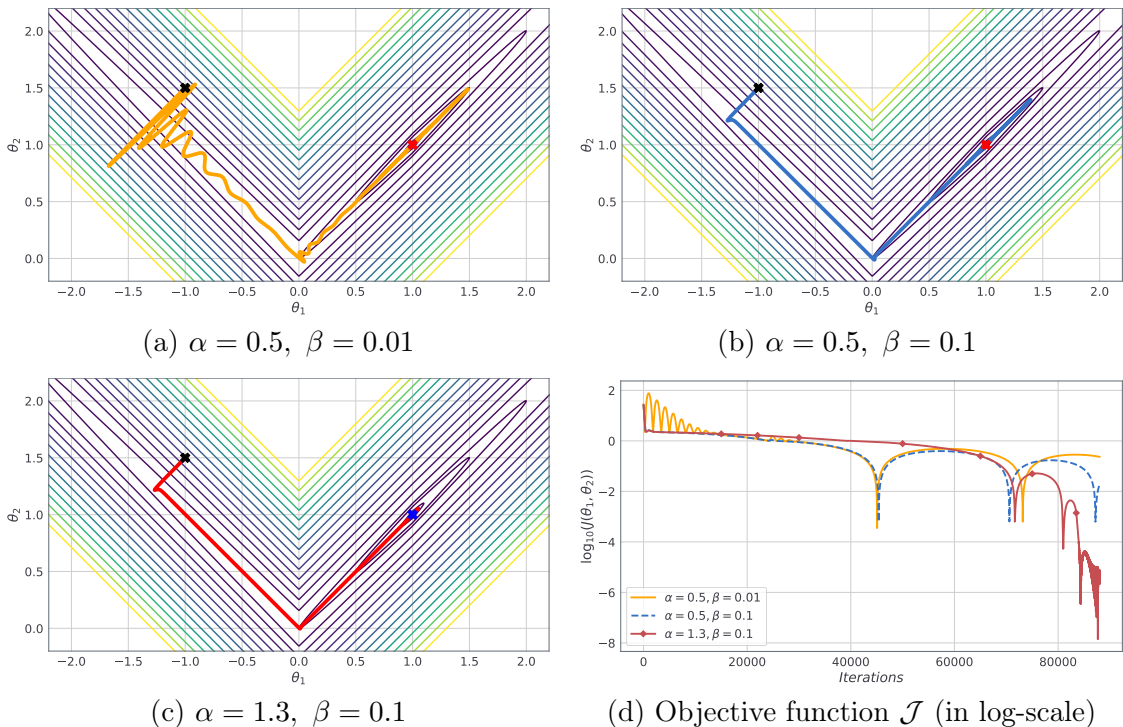 2.0
1.5
1.0
0.5
0.0
θ₂
−2.0 −1.5 −1.0 −0.5 0.0 0.5 1.0 1.5 2.0
θ₁
(a) α = 0.5, β = 0.01
2.0
1.5
1.0
0.5
0.0
θ₂
−2.0 −1.5 −1.0 −0.5 0.0 0.5 1.0 1.5 2.0
θ₁
(b) α = 0.5, β = 0.1
2.0
1.5
1.0
0.5
0.0
θ₂
−2.0 −1.5 −1.0 −0.5 0.0 0.5 1.0 1.5 2.0
θ₁
(c) α = 1.3, β = 0.1
2
0
−2
−4
−6
−8
log₁₀(J(θ₁, θ₂))
α = 0.5, β = 0.01
α = 0.5, β = 0.1
α = 1.3, β = 0.1
0 20000 40000 60000 80000
Iterations
(d) Objective function 𝒥 (in log-scale)